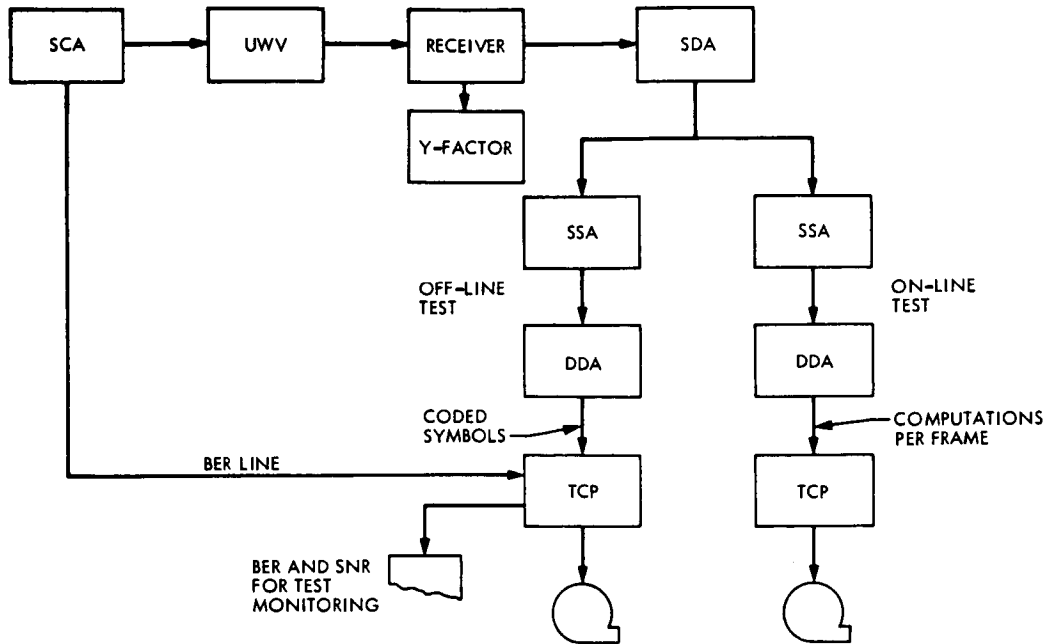 SCA
UWV
RECEIVER
SDA
Y-FACTOR
SSA
SSA
OFF-LINE
TEST
ON-LINE
TEST
DDA
DDA
CODED
SYMBOLS
COMPUTATIONS
PER FRAME
BER LINE
TCP
TCP
BER AND SNR
FOR TEST
MONITORING